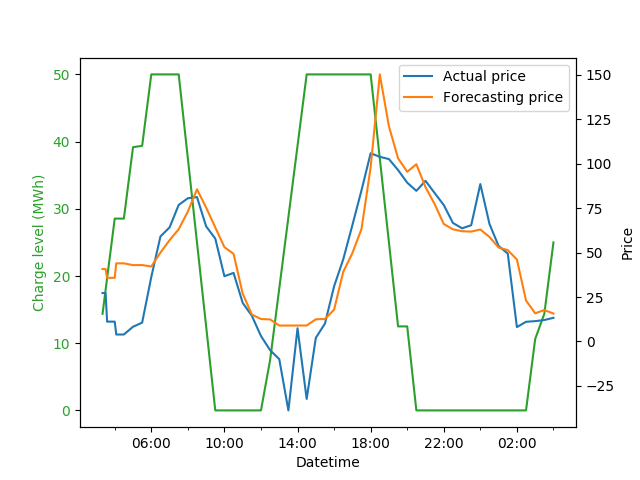 Actual price
Forecasting price
50
40
30
20
10
0
Charge level (MWh)
150
125
100
75
50
25
0
−25
Price
06:00 10:00 14:00 18:00 22:00 02:00
Datetime